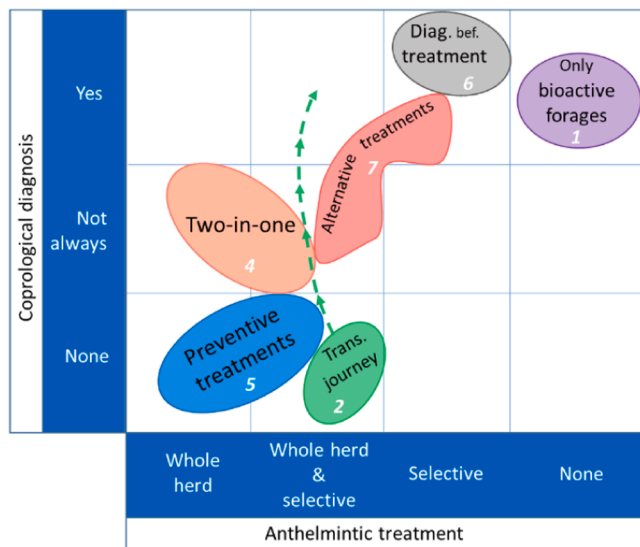 Diag. bef.
treatment
6
Only
bioactive
forages
1
Alternative treatments
7
Two-in-one
4
Preventive
treatments
5
Trans.
journey
2
Coprological diagnosis
Yes
Not
always
None
Whole
herd
Whole herd
&
selective
Selective
None
Anthelmintic treatment